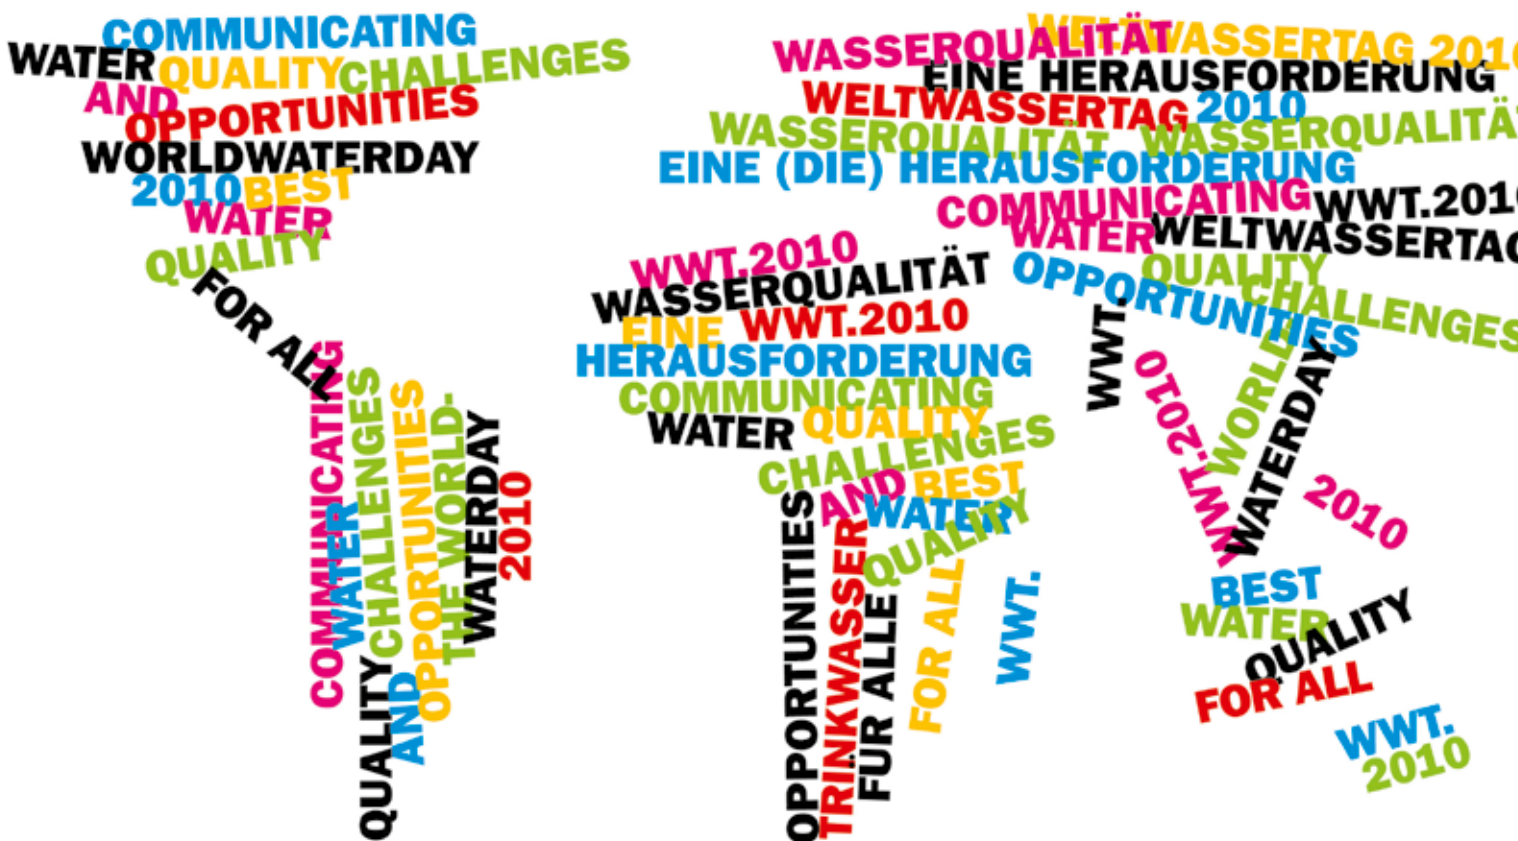 COMMUNICATING
WATER QUALITY CHALLENGES
AND
OPPORTUNITIES
WORLDWATERDAY
2010 BEST
WATER
QUALITY
FOR ALL
COMMUNICATING
WATER
CHALLENGES
OPPORTUNITIES
THE WORLD-
WATERDAY
2010
QUALITY
AND
WELTWASSERTAG 2010
WASSERQUALITÄT
EINE HERAUSFORDERUNG
WELTWASSERTAG 2010
WASSERQUALITÄT WASSERQUALITÄT
EINE (DIE) HERAUSFORDERUNG
COMMUNICATING WWT.2010
WATER WELTWASSERTAG
OPPORTUNITIES
QUALITY
CHALLENGES
WWT.2010
WASSERQUALITÄT
EINE WWT.2010
HERAUSFORDERUNG
COMMUNICATING
WATER QUALITY
CHALLENGES
AND BEST
WATER
QUALITY
OPPORTUNITIES
TRINKWASSER
FÜR ALLE
FOR ALL
WWT.
WWT.
WWT.2010
WORLD
WATERDAY
2010
BEST
WATER
QUALITY
FOR ALL
WWT.
2010